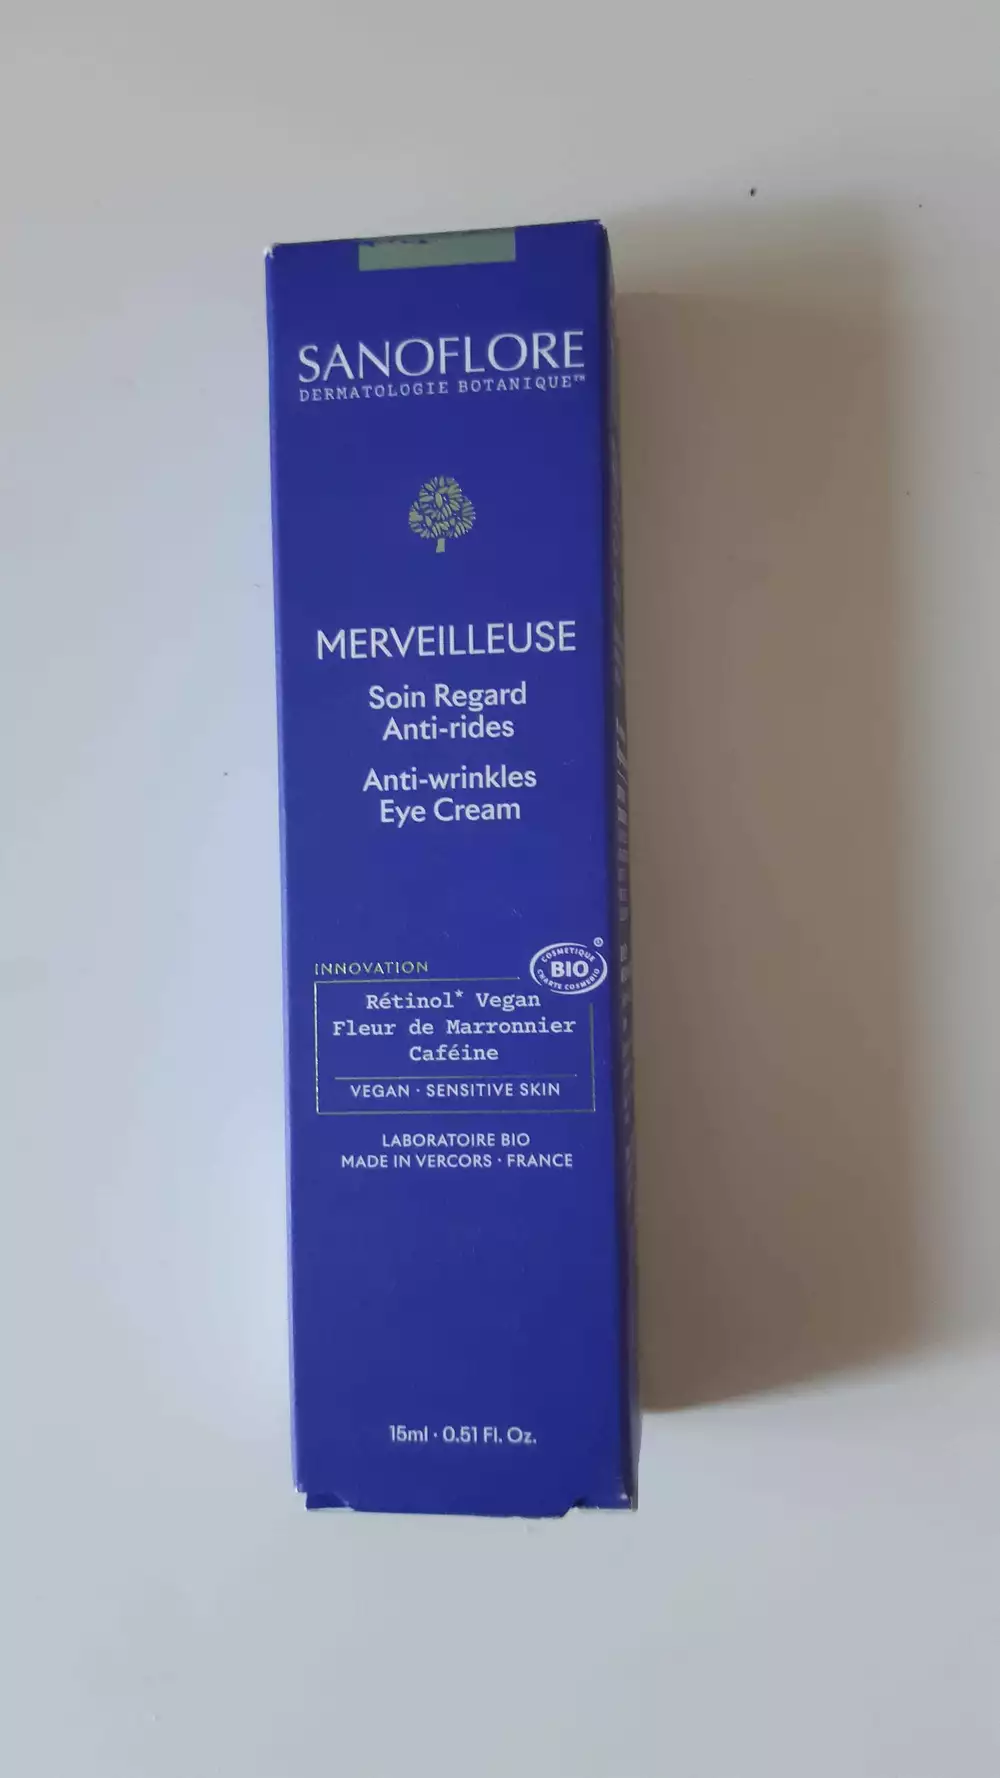 SANOFLORE
DERMATOLOGIE BOTANIQUE™
MERVEILLEUSE
Soin Regard
Anti-rides
Anti-wrinkles
Eye Cream
INNOVATION
COSMETIQUE
BIO
CHARTE COSMEBIO
®
Rétinol* Vegan
Fleur de Marronnier
Caféine
VEGAN · SENSITIVE SKIN
LABORATOIRE BIO
MADE IN VERCORS · FRANCE
15ml · 0.51 Fl. Oz.